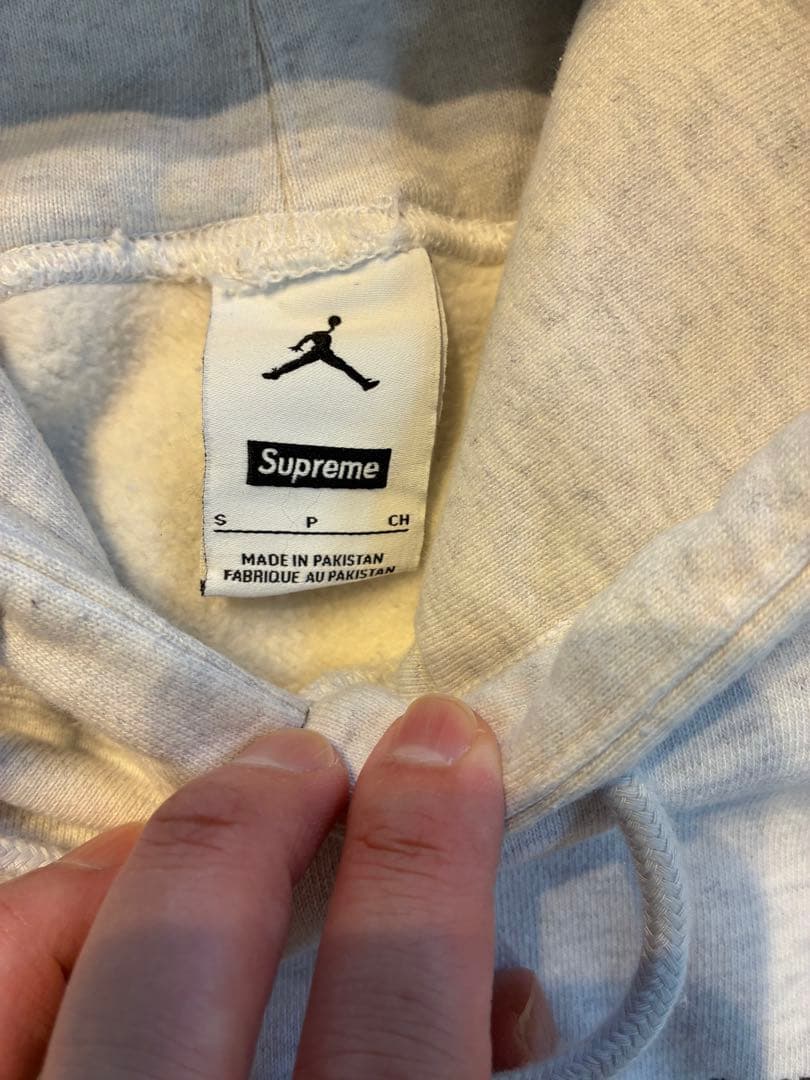 Supreme
S P CH
MADE IN PAKISTAN
FABRIQUE AU PAKISTAN